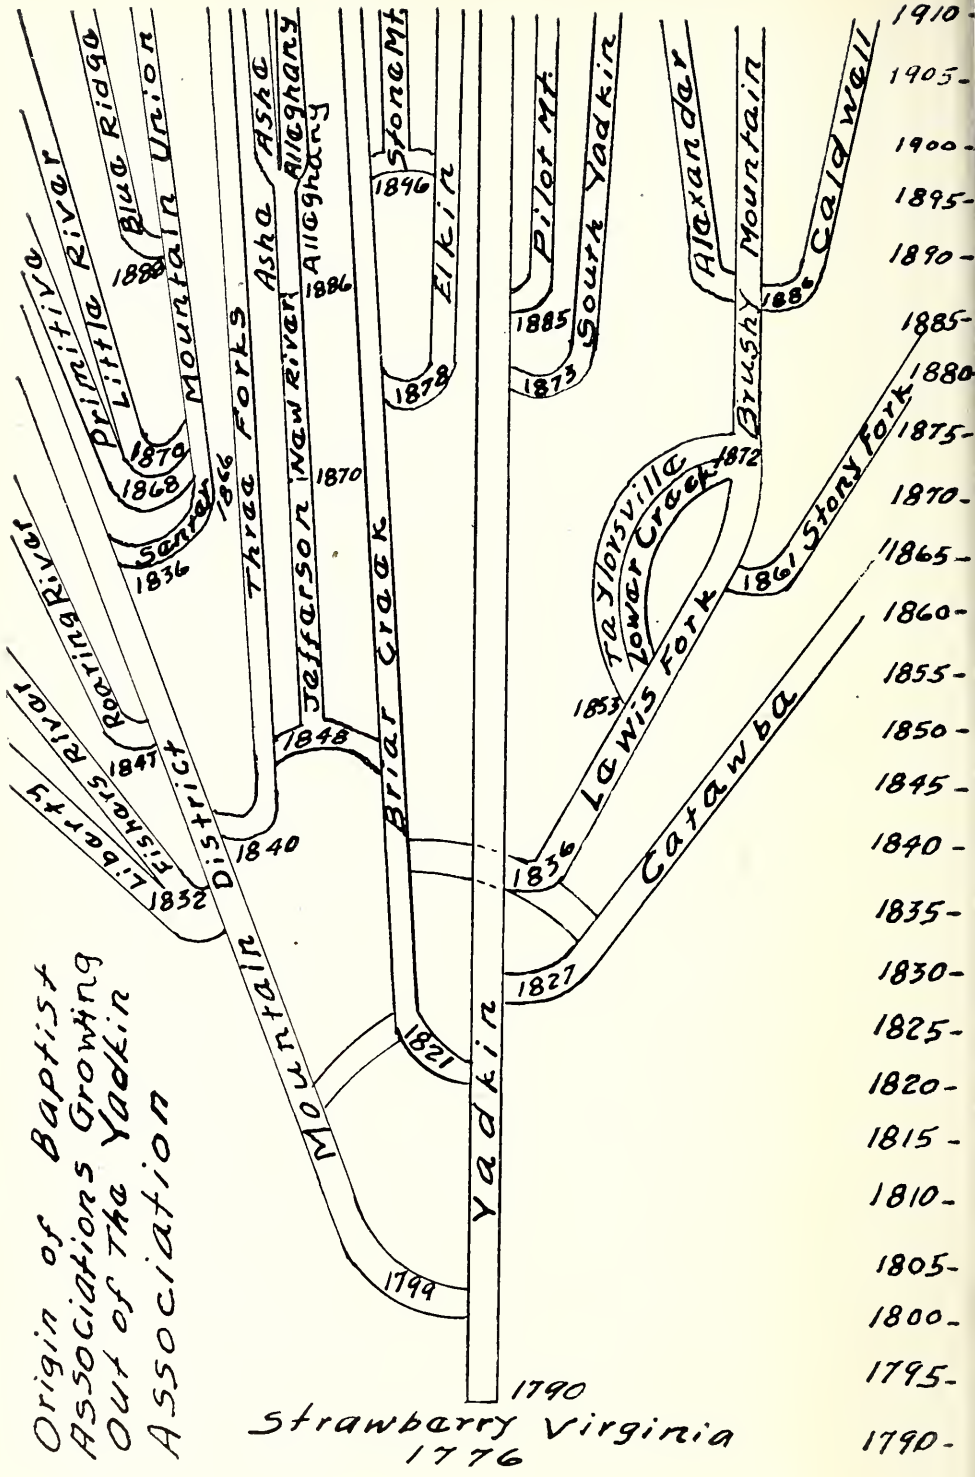 Origin of Baptist
Associations Growing
Out of The Yadkin
Association
Strawberry Virginia
1776
1790
Yadkin
1799
Mountain District
1821
Briar Creek
1827
Catawba
1832
Liberty
Fishers River
1836
Lewis Fork
1840
Three Forks
1847
Roaring River
1848
Jefferson
1870
New River
1886
Ashe
Alleghany
Ashe
Alleghany
1853
Taylorsville
Lower Creek
1861
Stony Fork
1872
Brushy Mountain
1886
Alexander
Caldwell
1836
Senter
1866
Mountain Union
1868
Primitive
1870
Little River
1888
Blue Ridge
1873
South Yadkin
1885
Pilot Mt.
1878
Elkin
1896
Stone Mt.
1910-
1905-
1900-
1895-
1890-
1885-
1880
1875-
1870-
1865-
1860-
1855-
1850-
1845-
1840-
1835-
1830-
1825-
1820-
1815-
1810-
1805-
1800-
1795-
1790-